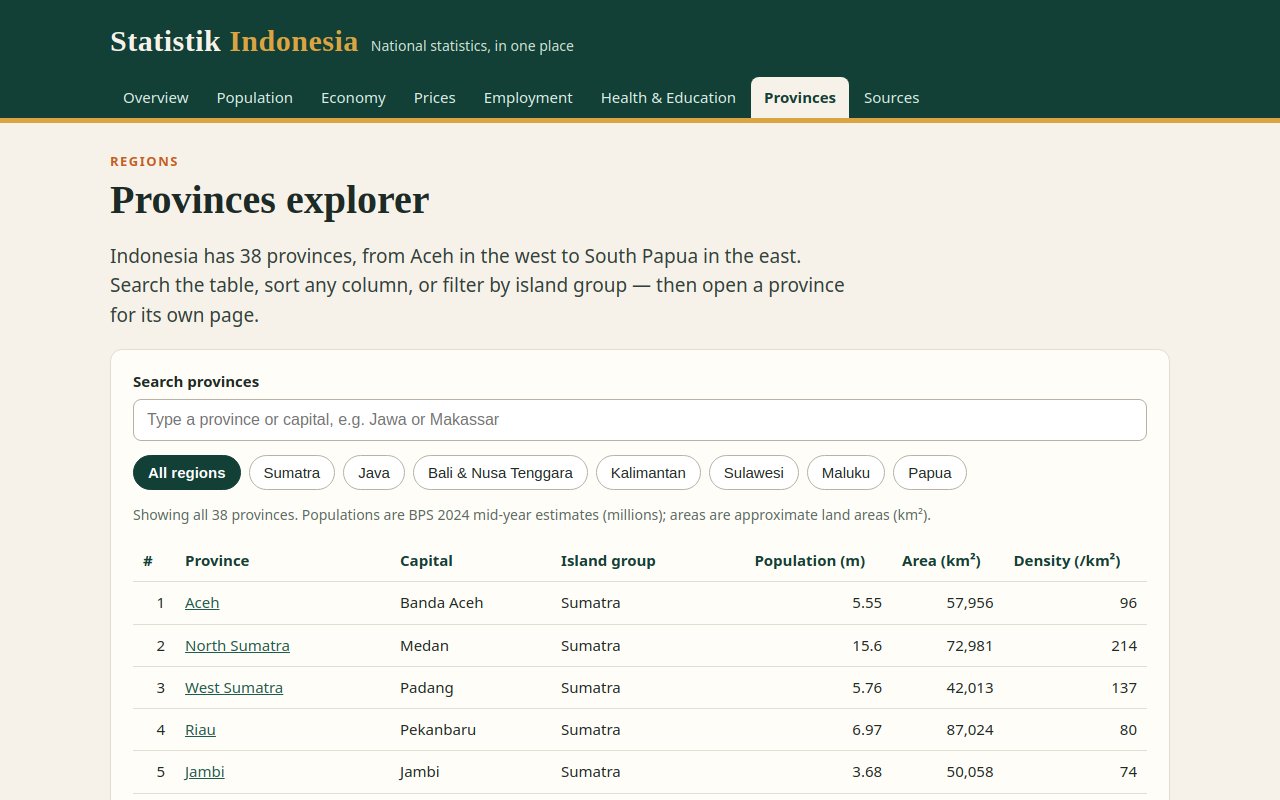 Statistik Indonesia National statistics, in one place
Overview Population Economy Prices Employment Health & Education Provinces Sources
REGIONS
Provinces explorer
Indonesia has 38 provinces, from Aceh in the west to South Papua in the east.
Search the table, sort any column, or filter by island group — then open a province
for its own page.
Search provinces
Type a province or capital, e.g. Jawa or Makassar
All regions Sumatra Java Bali & Nusa Tenggara Kalimantan Sulawesi Maluku Papua
Showing all 38 provinces. Populations are BPS 2024 mid-year estimates (millions); areas are approximate land areas (km²).
# Province Capital Island group Population (m) Area (km²) Density (/km²)
1 Aceh Banda Aceh Sumatra 5.55 57,956 96
2 North Sumatra Medan Sumatra 15.6 72,981 214
3 West Sumatra Padang Sumatra 5.76 42,013 137
4 Riau Pekanbaru Sumatra 6.97 87,024 80
5 Jambi Jambi Sumatra 3.68 50,058 74